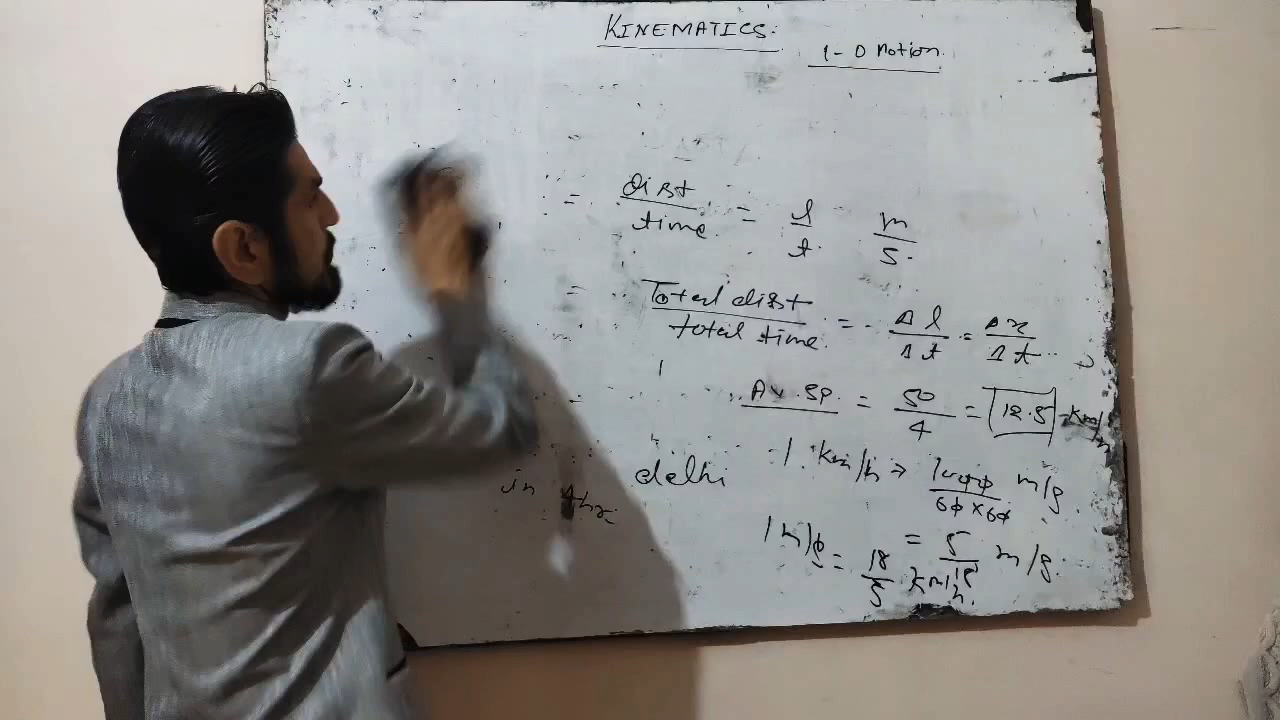 KINEMATICS:
1-D Motion
= dist/time = l/t m/s.
= Total dist/total time = Δl/Δt = Δx/Δt
Av. sp. = 50/4 = 12.5 Km/h
in 4hr. delhi
1 km/h → 1000/60×60 m/s
= 5/18 m/s.
1 m/s = 18/5 km/h.